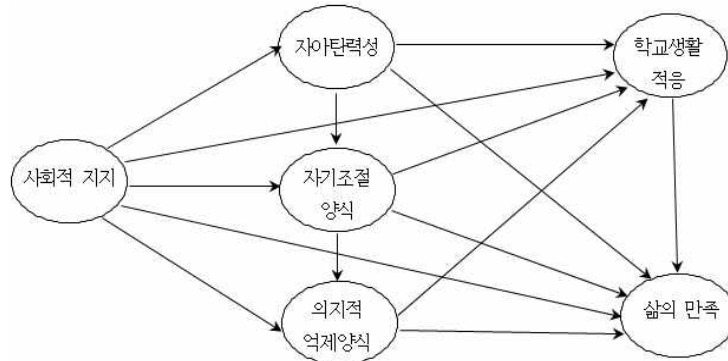 자아탄력성
학교생활
적응
사회적 지지
자기조절
양식
의지적
억제양식
삶의 만족